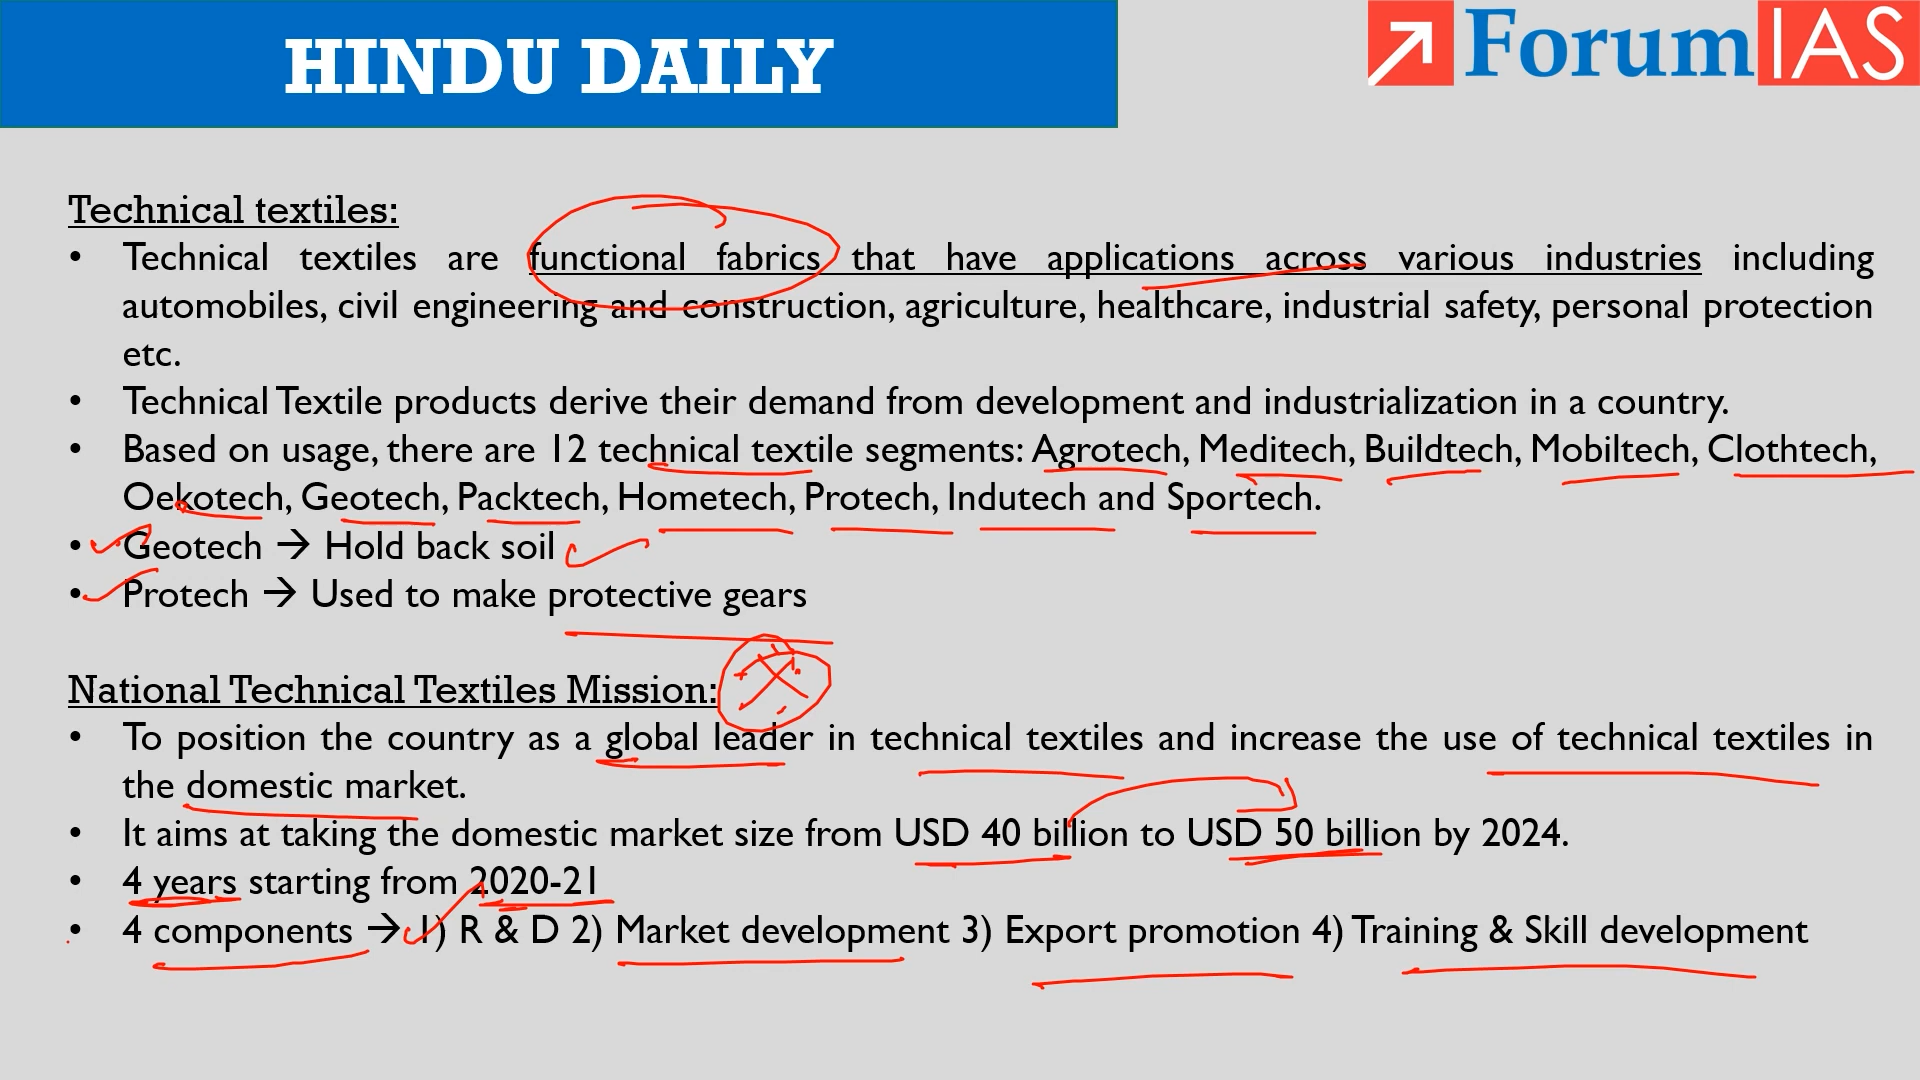 HINDU DAILY
Forum IAS
Technical textiles:
• Technical textiles are functional fabrics that have applications across various industries including
automobiles, civil engineering and construction, agriculture, healthcare, industrial safety, personal protection
etc.
• Technical Textile products derive their demand from development and industrialization in a country.
• Based on usage, there are 12 technical textile segments: Agrotech, Meditech, Buildtech, Mobiltech, Clothtech,
Oekotech, Geotech, Packtech, Hometech, Protech, Indutech and Sportech.
• Geotech → Hold back soil
• Protech → Used to make protective gears
National Technical Textiles Mission:
• To position the country as a global leader in technical textiles and increase the use of technical textiles in
the domestic market.
• It aims at taking the domestic market size from USD 40 billion to USD 50 billion by 2024.
• 4 years starting from 2020-21
• 4 components → 1) R & D 2) Market development 3) Export promotion 4) Training & Skill development